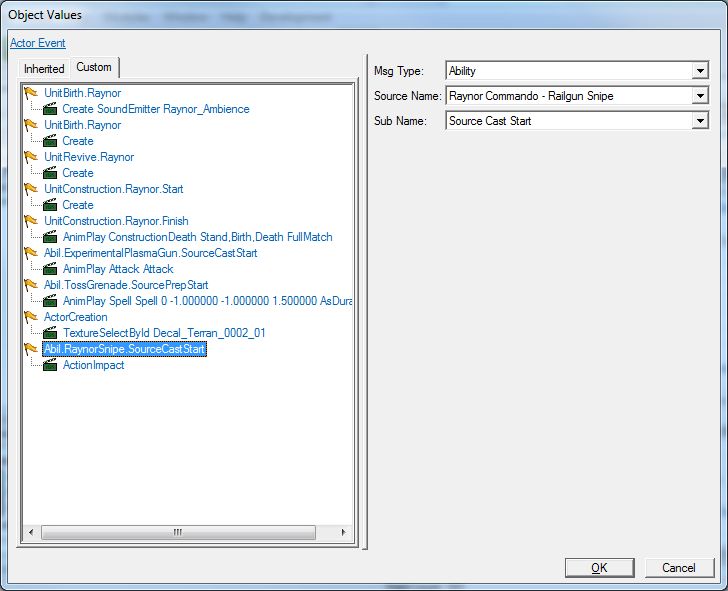 Object Values
Actor Event
Inherited
Custom
UnitBirth.Raynor
Create SoundEmitter Raynor_Ambience
UnitBirth.Raynor
Create
UnitRevive.Raynor
Create
UnitConstruction.Raynor.Start
Create
UnitConstruction.Raynor.Finish
AnimPlay ConstructionDeath Stand,Birth,Death FullMatch
Abil.ExperimentalPlasmaGun.SourceCastStart
AnimPlay Attack Attack
Abil.TossGrenade.SourcePrepStart
AnimPlay Spell Spell 0 -1.000000 -1.000000 1.500000 AsDura
ActorCreation
TextureSelectById Decal_Terran_0002_01
Abil.RaynorSnipe.SourceCastStart
ActionImpact
Msg Type: Ability
Source Name: Raynor Commando - Railgun Snipe
Sub Name: Source Cast Start
OK
Cancel